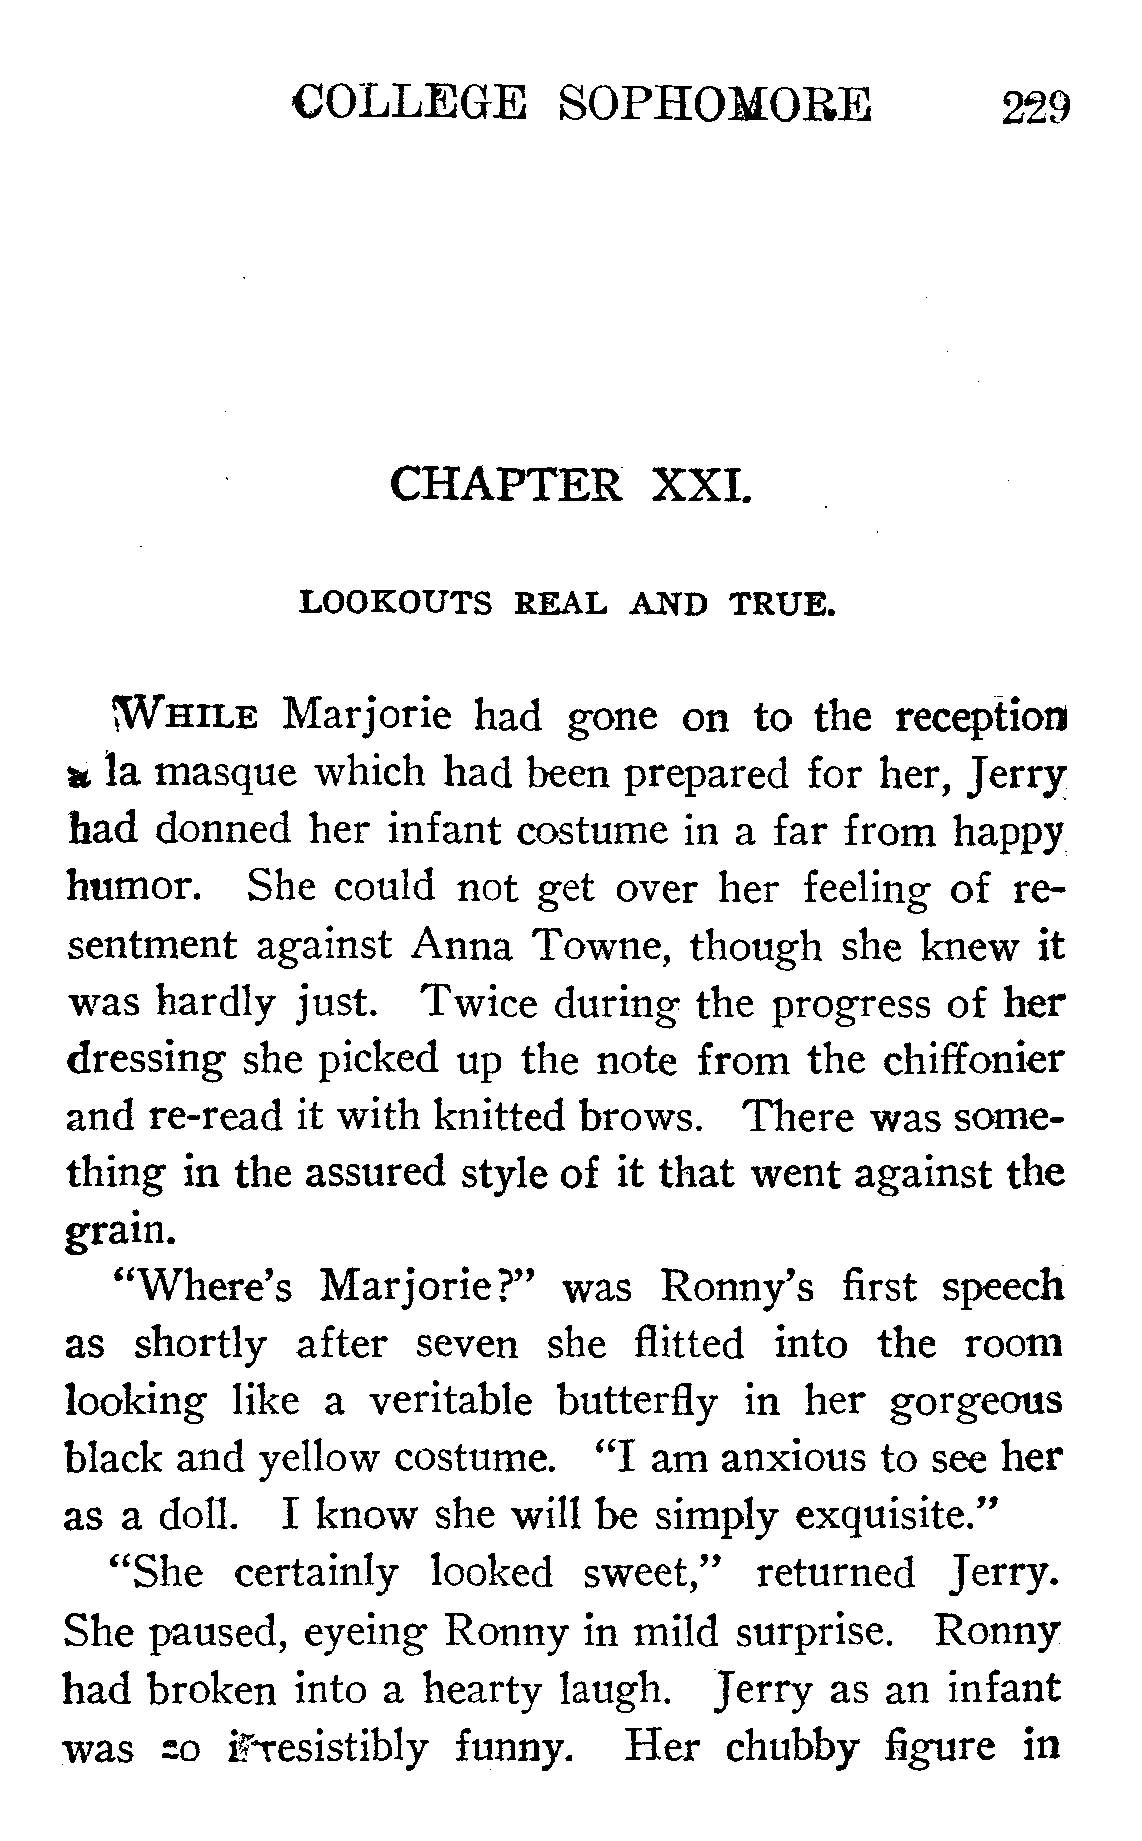 COLLEGE SOPHOMORE 229
CHAPTER XXI.
LOOKOUTS REAL AND TRUE.
WHILE Marjorie had gone on to the reception
a la masque which had been prepared for her, Jerry
had donned her infant costume in a far from happy
humor. She could not get over her feeling of re-
sentment against Anna Towne, though she knew it
was hardly just. Twice during the progress of her
dressing she picked up the note from the chiffonier
and re-read it with knitted brows. There was some-
thing in the assured style of it that went against the
grain.
"Where's Marjorie?" was Ronny's first speech
as shortly after seven she flitted into the room
looking like a veritable butterfly in her gorgeous
black and yellow costume. "I am anxious to see her
as a doll. I know she will be simply exquisite."
"She certainly looked sweet," returned Jerry.
She paused, eyeing Ronny in mild surprise. Ronny
had broken into a hearty laugh. Jerry as an infant
was so irresistibly funny. Her chubby figure in